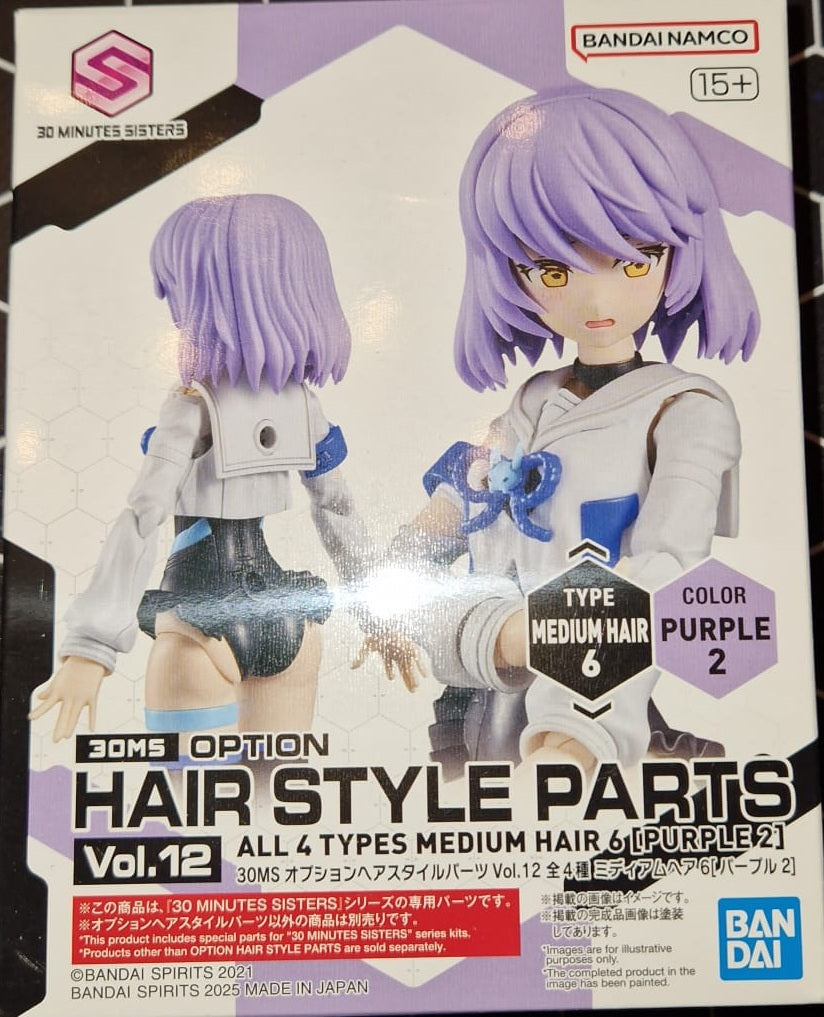 30 MINUTES SISTERS
BANDAI NAMCO
15+
TYPE
MEDIUM HAIR
6
COLOR
PURPLE
2
30MS OPTION
HAIR STYLE PARTS
Vol.12
ALL 4 TYPES MEDIUM HAIR 6 [PURPLE 2]
30MS オプションヘアスタイルパーツ Vol.12 全4種 ミディアムヘア6[パープル 2]
※この商品は、『30 MINUTES SISTERS』シリーズの専用パーツです。
※オプションヘアスタイルパーツ以外の商品は別売りです。
*This product includes special parts for "30 MINUTES SISTERS" series kits.
*Products other than OPTION HAIR STYLE PARTS are sold separately.
※掲載の画像はイメージです。
※掲載の完成品画像は塗装
してあります。
*Images are for illustrative
purposes only.
*The completed product in the
image has been painted.
BAN
DAI
©BANDAI SPIRITS 2021
BANDAI SPIRITS 2025 MADE IN JAPAN